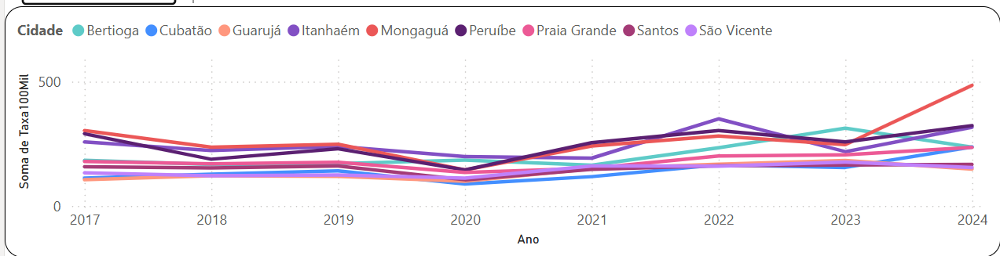 Cidade Bertioga Cubatão Guarujá Itanhaém Mongaguá Peruíbe Praia Grande Santos São Vicente
Soma de Taxa100Mil
500
0
2017 2018 2019 2020 2021 2022 2023 2024
Ano